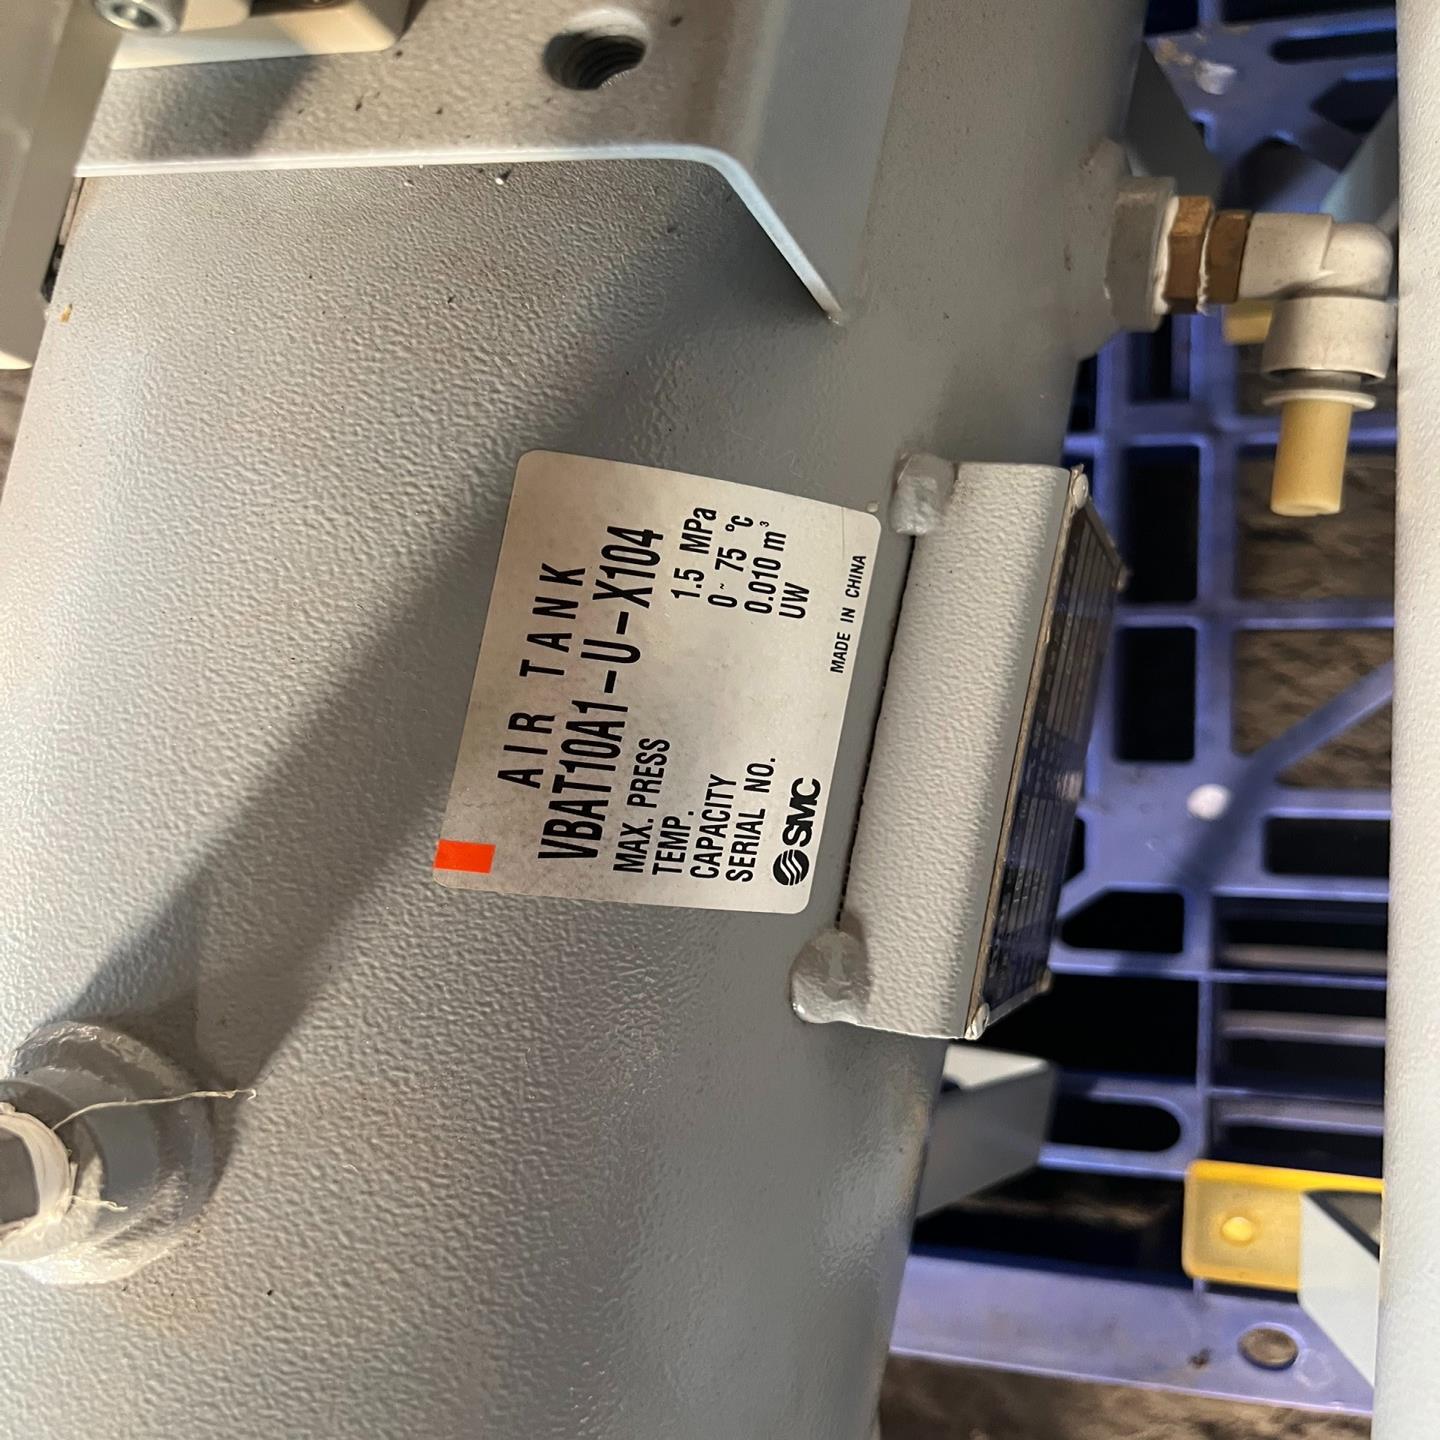 AIR TANK
VBAT10A1-U-X104
MAX. PRESS 1.5 MPa
TEMP. 0~75 °C
CAPACITY 0.010 m³
SERIAL NO. UW
SMC MADE IN CHINA